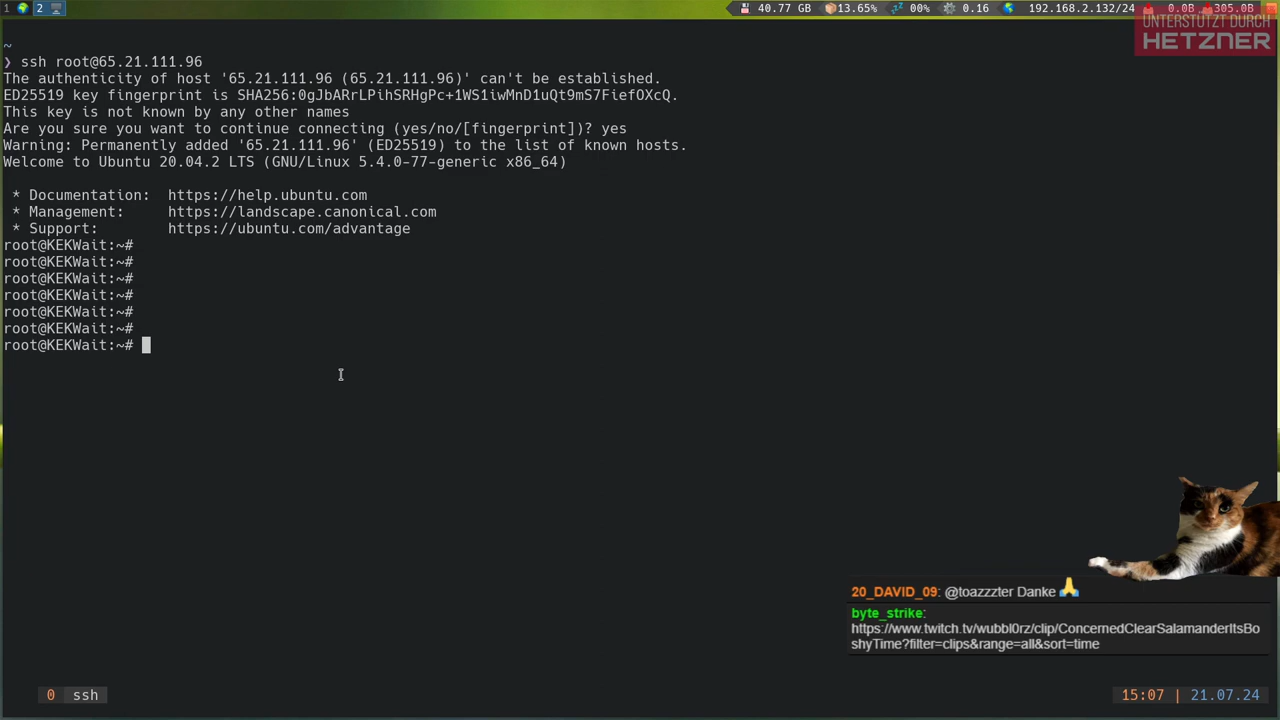 1 2 40.77 GB 13.65% 00% 0.16 192.168.2.132/24 0.0B 305.0B
UNTERSTÜTZT DURCH
HETZNER
~
❯ ssh root@65.21.111.96
The authenticity of host '65.21.111.96 (65.21.111.96)' can't be established.
ED25519 key fingerprint is SHA256:0gJbARrLPihSRHgPc+1WS1iwMnD1uQt9mS7FiefOXcQ.
This key is not known by any other names
Are you sure you want to continue connecting (yes/no/[fingerprint])? yes
Warning: Permanently added '65.21.111.96' (ED25519) to the list of known hosts.
Welcome to Ubuntu 20.04.2 LTS (GNU/Linux 5.4.0-77-generic x86_64)
* Documentation: https://help.ubuntu.com
* Management: https://landscape.canonical.com
* Support: https://ubuntu.com/advantage
root@KEKWait:~#
root@KEKWait:~#
root@KEKWait:~#
root@KEKWait:~#
root@KEKWait:~#
root@KEKWait:~#
root@KEKWait:~#
20_DAVID_09: @toazzzter Danke 🙏
byte_strike:
https://www.twitch.tv/wubbl0rz/clip/ConcernedClearSalamanderItsBo
shyTime?filter=clips&range=all&sort=time
0 ssh 15:07 | 21.07.24